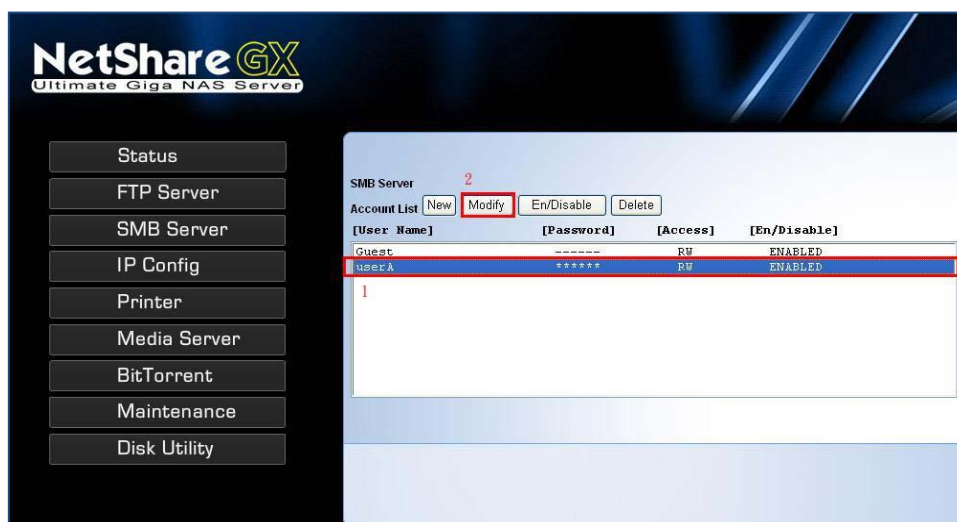 NetShare GX
Ultimate Giga NAS Server
Status
FTP Server
SMB Server
IP Config
Printer
Media Server
BitTorrent
Maintenance
Disk Utility
SMB Server
2
Account List New Modify En/Disable Delete
[User Name] [Password] [Access] [En/Disable]
Guest ------ RW ENABLED
userA ****** RW ENABLED
1